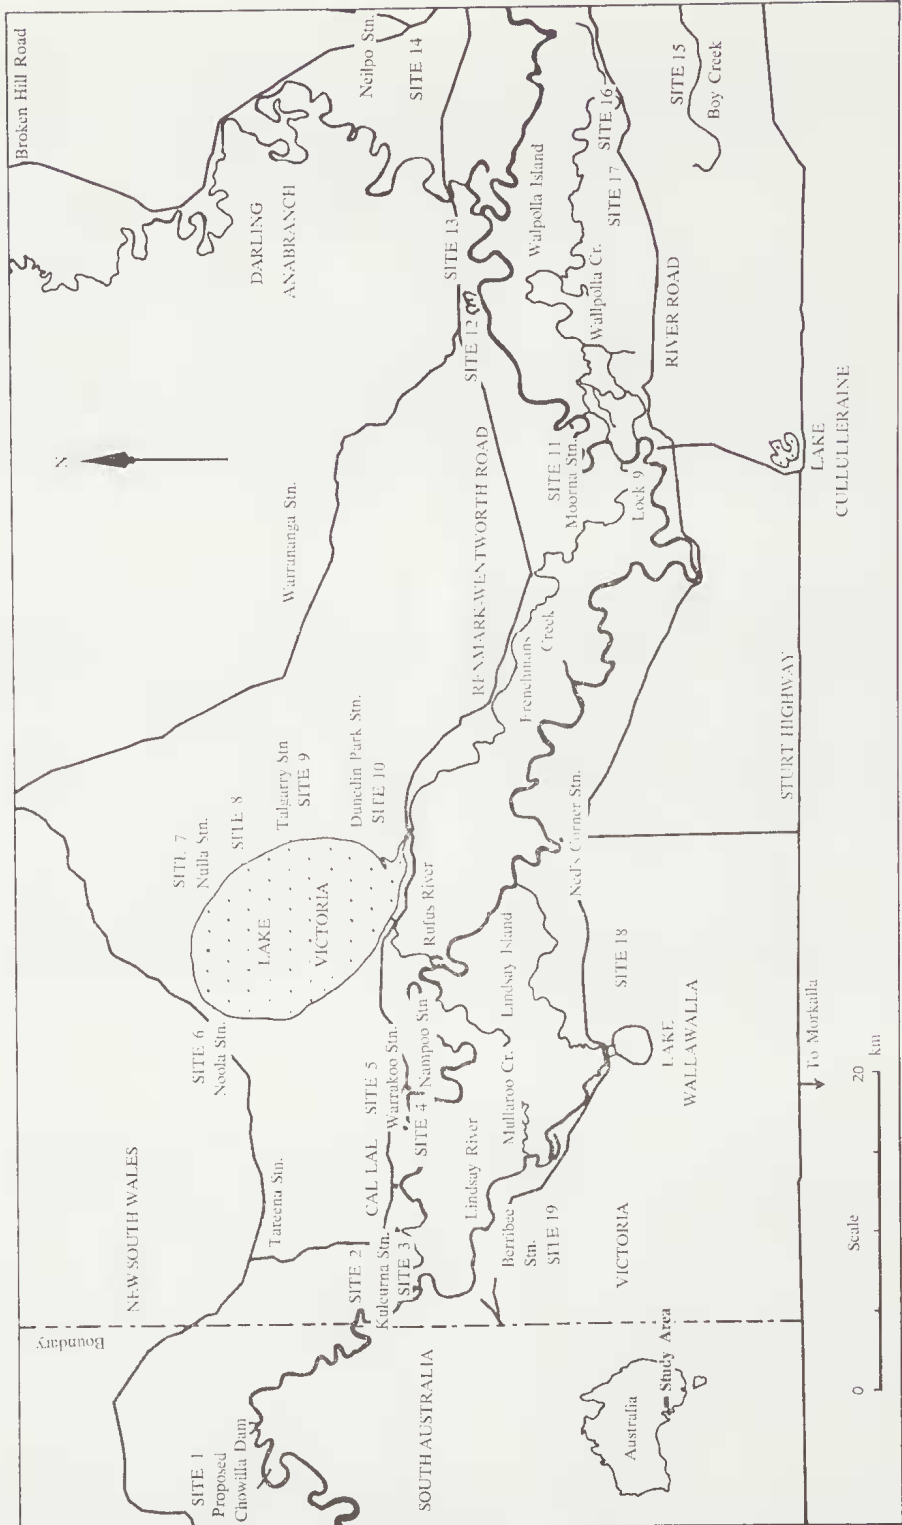 Broken Hill Road
Neilpo Stn.
SITE 14
DARLING
ANABRANCH
SITE 13
SITE 12
Walpolla Island
SITE 16
SITE 17
Wallpolla Cr.
SITE 15
Boy Creek
RIVER ROAD
LAKE
CULLULLERAINE
N
Warrananga Stn.
RENMARK-WENTWORTH ROAD
SITE 11
Moorna Stn.
Lock 9
Frenchmans
Creek
STURT HIGHWAY
SITE 7
Nulla Stn.
SITE 8
Talgarry Stn
SITE 9
Dunedin Park Stn.
SITE 10
LAKE
VICTORIA
Rufus River
Ned's Corner Stn.
Lindsay Island
SITE 18
LAKE
WALLAWALLA
To Morkalla
SITE 6
Noola Stn.
SITE 5
Warrakoo Stn.
SITE 4
Nampoo Stn
Mullaroo Cr.
Lindsay River
CAL LAL
NEW SOUTH WALES
Tareena Stn.
SITE 2
Kulcurna Stn.
SITE 3
Berribee
Stn.
SITE 19
VICTORIA
Boundary
SITE 1
Proposed
Chowilla Dam
SOUTH AUSTRALIA
Australia
Study Area
Scale
0
20
km